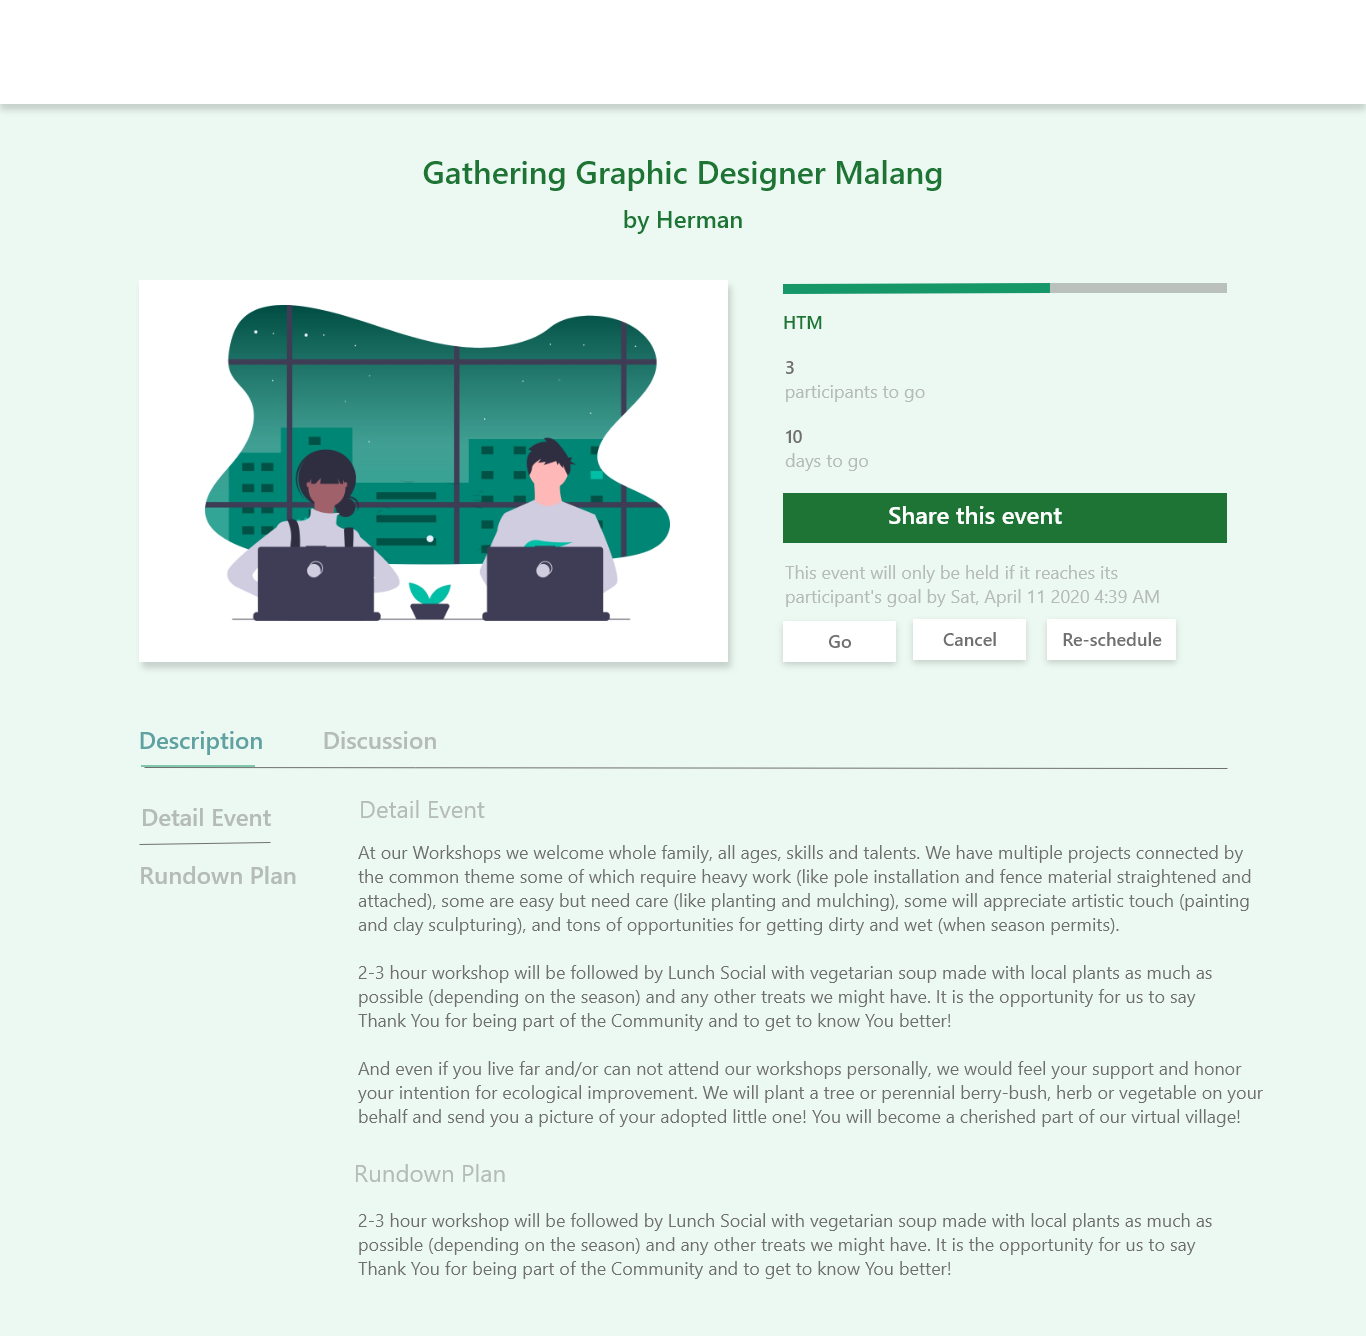 Gathering Graphic Designer Malang
by Herman
HTM
3
participants to go
10
days to go
Share this event
This event will only be held if it reaches its
participant's goal by Sat, April 11 2020 4:39 AM
Go
Cancel
Re-schedule
Description
Discussion
Detail Event
Rundown Plan
Detail Event
At our Workshops we welcome whole family, all ages, skills and talents. We have multiple projects connected by
the common theme some of which require heavy work (like pole installation and fence material straightened and
attached), some are easy but need care (like planting and mulching), some will appreciate artistic touch (painting
and clay sculpturing), and tons of opportunities for getting dirty and wet (when season permits).
2-3 hour workshop will be followed by Lunch Social with vegetarian soup made with local plants as much as
possible (depending on the season) and any other treats we might have. It is the opportunity for us to say
Thank You for being part of the Community and to get to know You better!
And even if you live far and/or can not attend our workshops personally, we would feel your support and honor
your intention for ecological improvement. We will plant a tree or perennial berry-bush, herb or vegetable on your
behalf and send you a picture of your adopted little one! You will become a cherished part of our virtual village!
Rundown Plan
2-3 hour workshop will be followed by Lunch Social with vegetarian soup made with local plants as much as
possible (depending on the season) and any other treats we might have. It is the opportunity for us to say
Thank You for being part of the Community and to get to know You better!